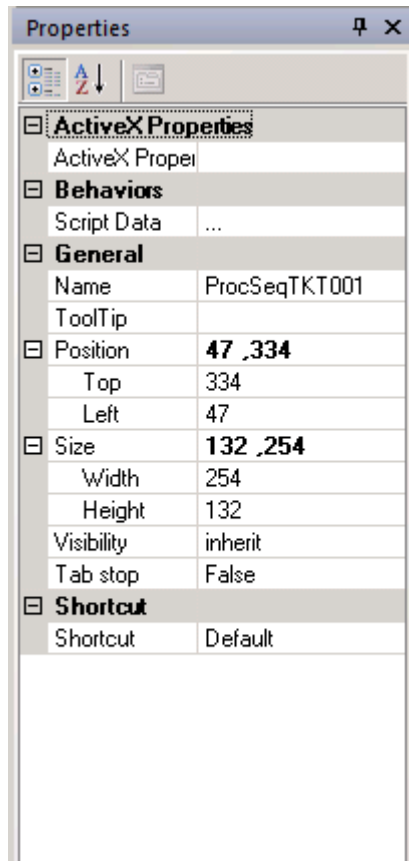 Properties
ActiveX Properties
ActiveX Proper
Behaviors
Script Data ...
General
Name ProcSeqTKT001
ToolTip
Position 47 ,334
Top 334
Left 47
Size 132 ,254
Width 254
Height 132
Visibility inherit
Tab stop False
Shortcut
Shortcut Default